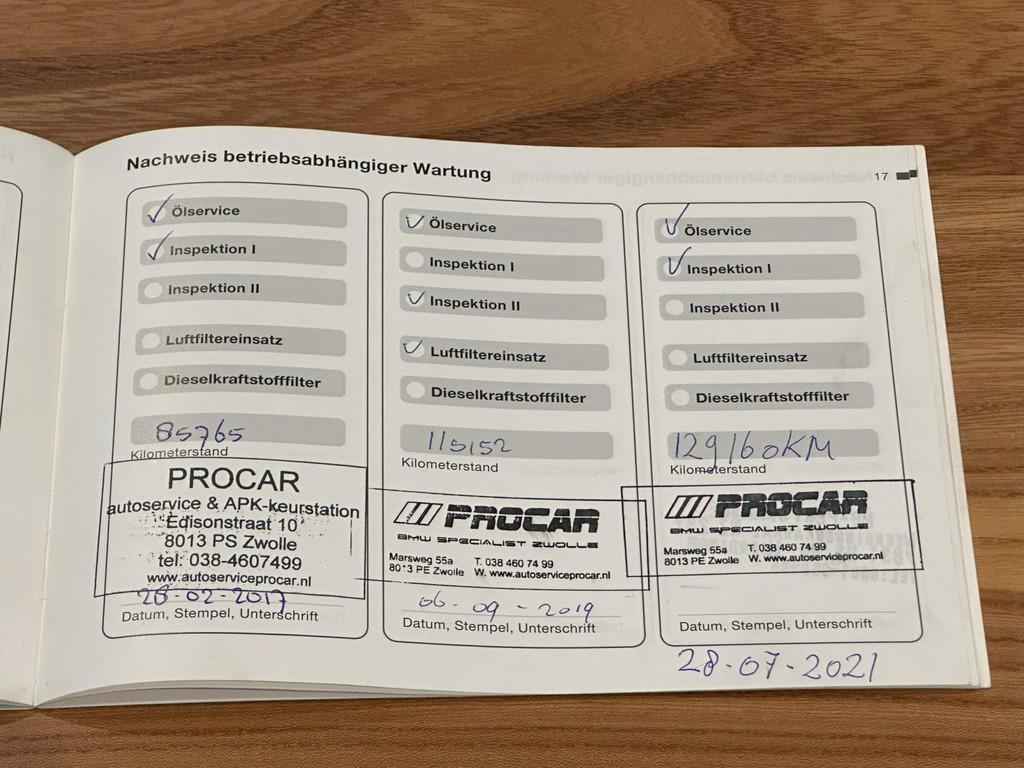 Nachweis betriebsabhängiger Wartung
17
Ölservice
Inspektion I
Inspektion II
Luftfiltereinsatz
Dieselkraftstofffilter
85765
Kilometerstand
PROCAR
autoservice & APK-keurstation
Edisonstraat 10
8013 PS Zwolle
tel: 038-4607499
www.autoserviceprocar.nl
28-02-2017
Datum, Stempel, Unterschrift
Ölservice
Inspektion I
Inspektion II
Luftfiltereinsatz
Dieselkraftstofffilter
115152
Kilometerstand
PROCAR
BMW SPECIALIST ZWOLLE
Marsweg 55a T. 038 460 74 99
8013 PE Zwolle W. www.autoserviceprocar.nl
06-09-2019
Datum, Stempel, Unterschrift
Ölservice
Inspektion I
Inspektion II
Luftfiltereinsatz
Dieselkraftstofffilter
129160KM
Kilometerstand
PROCAR
BMW SPECIALIST ZWOLLE
Marsweg 55a T. 038 460 74 99
8013 PE Zwolle W. www.autoserviceprocar.nl
Datum, Stempel, Unterschrift
28-07-2021